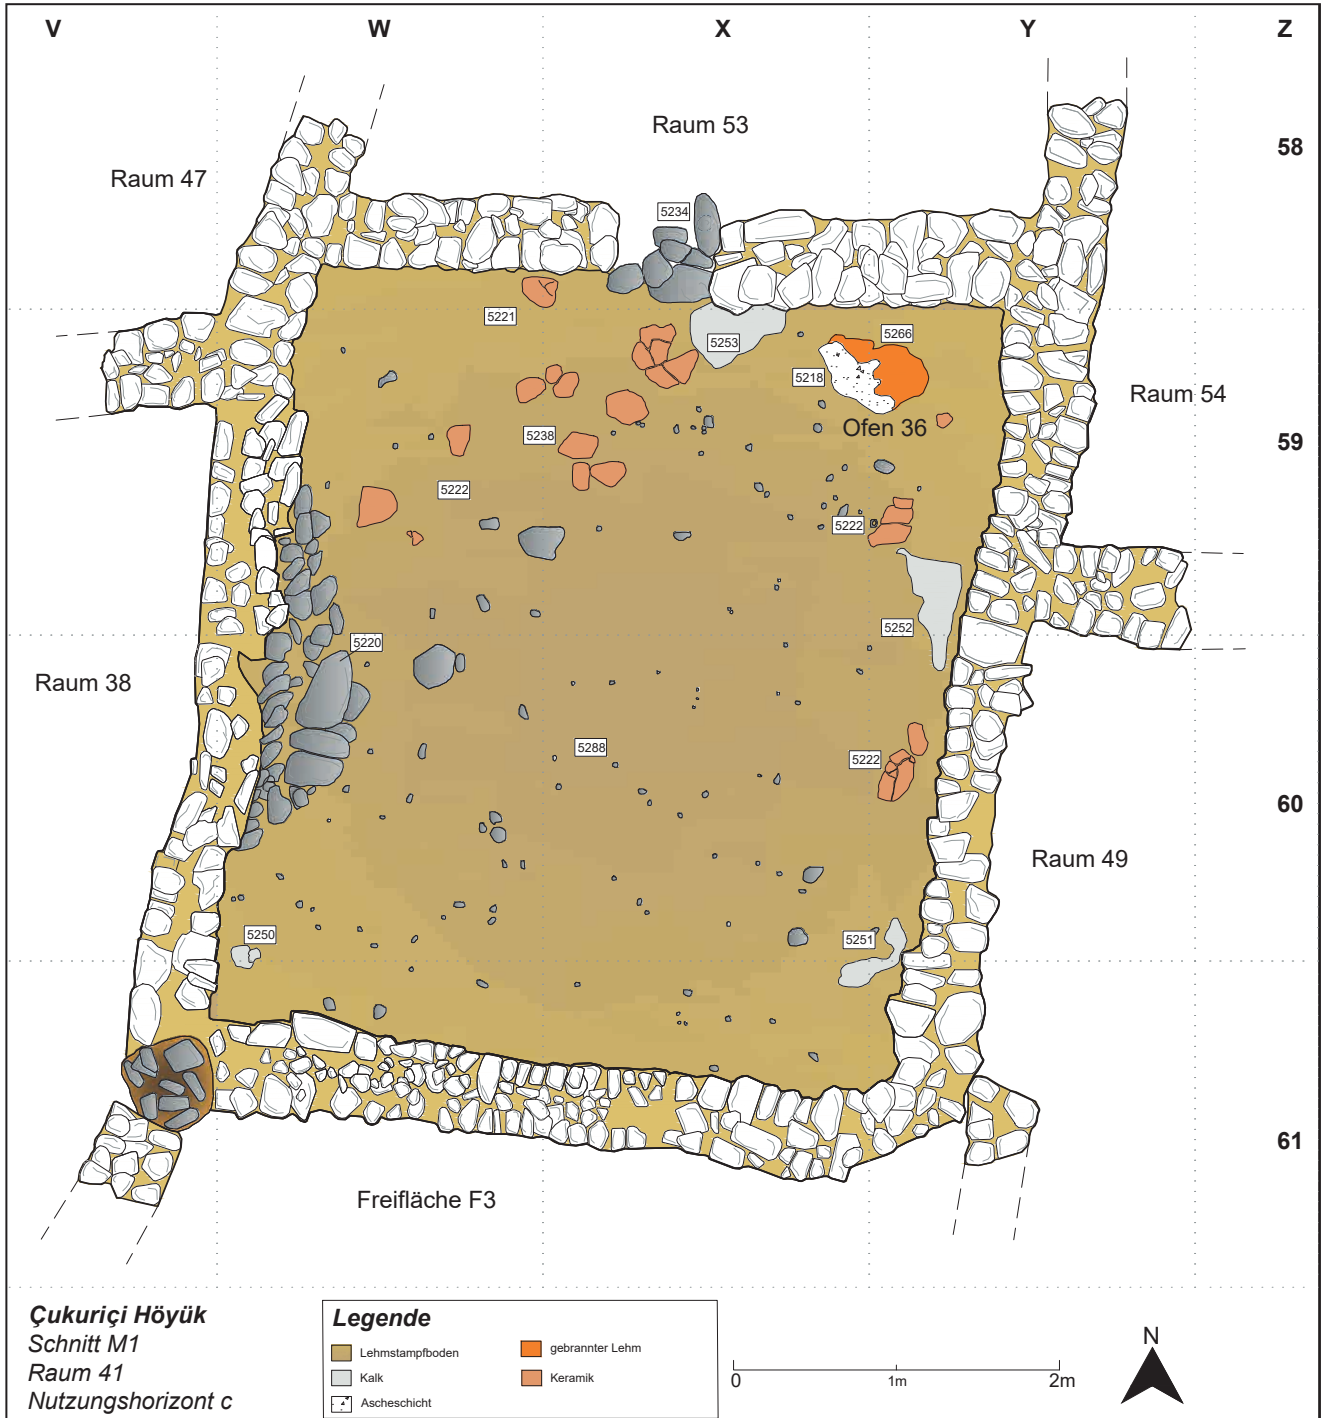 V W X Y Z
Raum 53
58
Raum 47
5234
5221
5253
5266
5218
Raum 54
Ofen 36
5238
59
5222
5222
5252
5220
Raum 38
5288
5222
60
Raum 49
5250
5251
61
Freifläche F3
Çukuriçi Höyük
Schnitt M1
Raum 41
Nutzungshorizont c
Legende
Lehmstampfboden
gebrannter Lehm
Kalk
Keramik
Ascheschicht
0 1m 2m
N